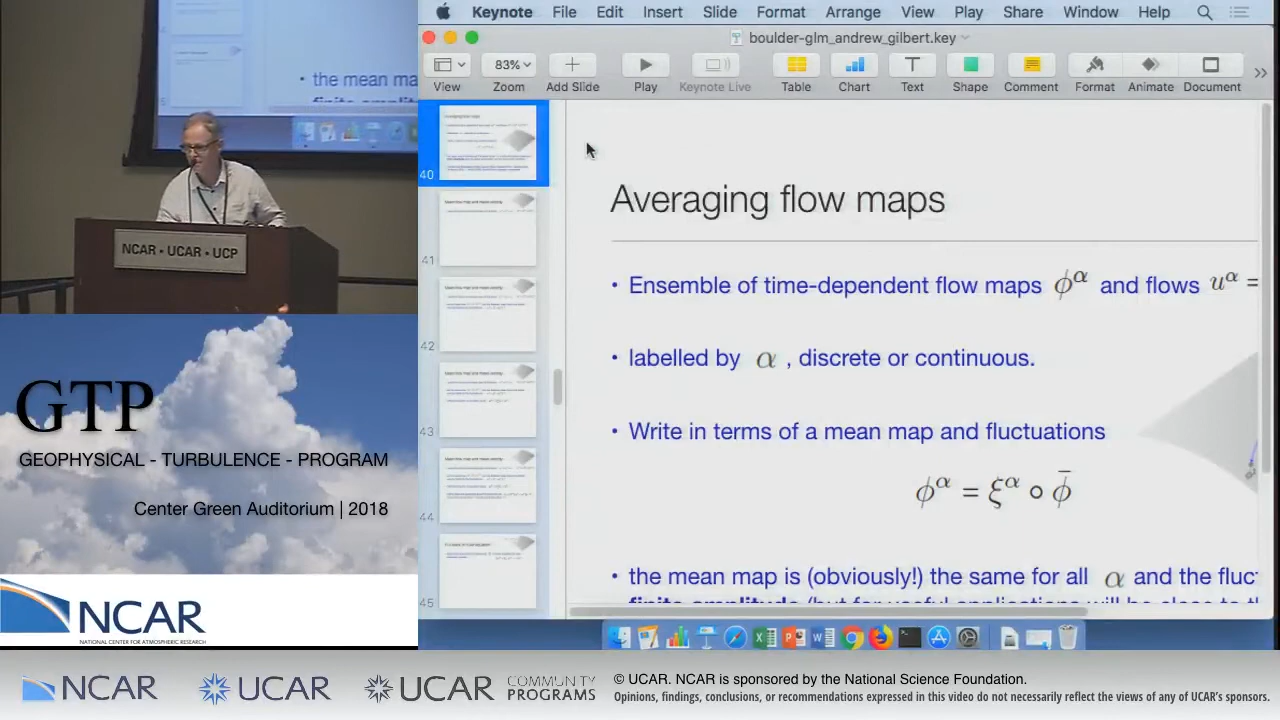 Keynote File Edit Insert Slide Format Arrange View Play Share Window Help
boulder-glm_andrew_gilbert.key
83%
View Zoom Add Slide Play Keynote Live Table Chart Text Shape Comment Format Animate Document
• the mean ma
40
41
42
43
44
45
Averaging flow maps
• Ensemble of time-dependent flow maps ϕ^α and flows u^α =
• labelled by α , discrete or continuous.
• Write in terms of a mean map and fluctuations
ϕ^α = ξ^α ∘ ϕ̄
• the mean map is (obviously!) the same for all α and the fluc
NCAR • UCAR • UCP
GTP
GEOPHYSICAL - TURBULENCE - PROGRAM
Center Green Auditorium | 2018
NCAR
NATIONAL CENTER FOR ATMOSPHERIC RESEARCH
NCAR UCAR UCAR COMMUNITY PROGRAMS
© UCAR. NCAR is sponsored by the National Science Foundation.
Opinions, findings, conclusions, or recommendations expressed in this video do not necessarily reflect the views of any of UCAR's sponsors.